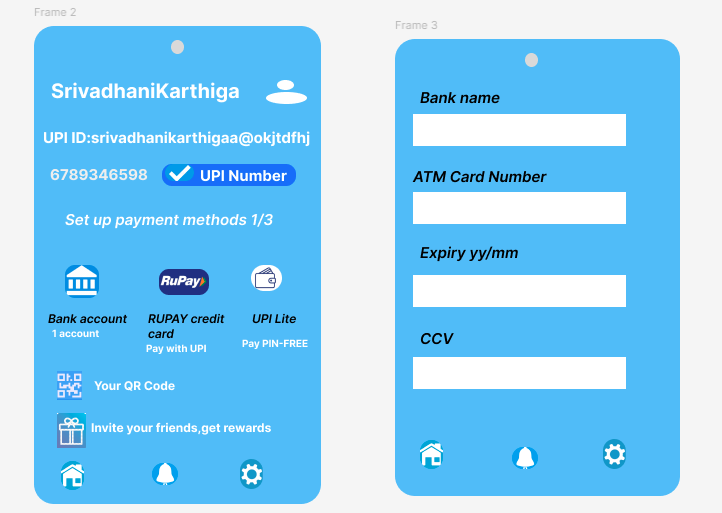 Frame 2
SrivadhaniKarthiga
UPI ID:srivadhanikarthigaa@okjtdfhj
6789346598 UPI Number
Set up payment methods 1/3
RuPay
Bank account
1 account
RUPAY credit
card
Pay with UPI
UPI Lite
Pay PIN-FREE
Your QR Code
Invite your friends,get rewards
Frame 3
Bank name
ATM Card Number
Expiry yy/mm
CCV